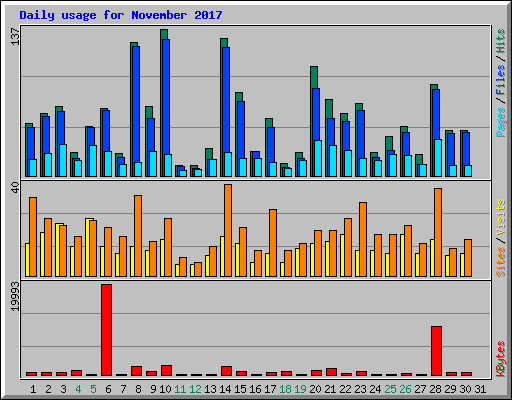 Daily usage for November 2017
137
40
19993
Pages / Files / Hits
Sites / Visits
KBytes
1 2 3 4 5 6 7 8 9 10 11 12 13 14 15 16 17 18 19 20 21 22 23 24 25 26 27 28 29 30 31